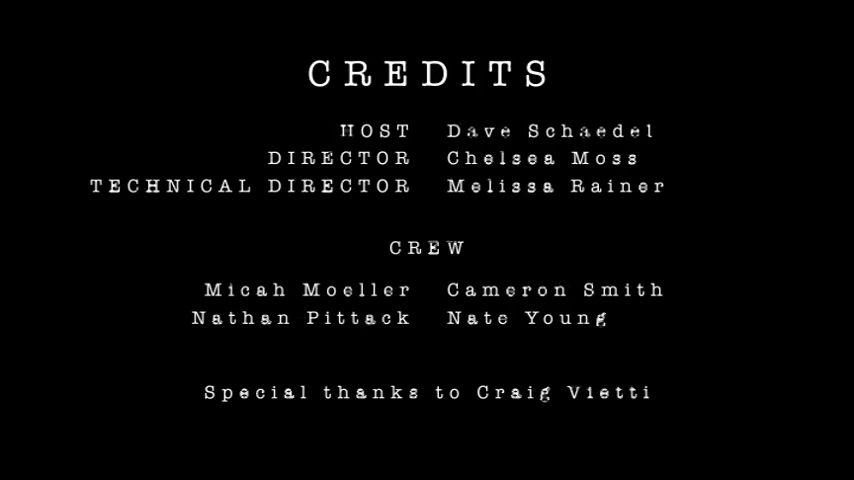 CREDITS
HOST Dave Schaedel
DIRECTOR Chelsea Moss
TECHNICAL DIRECTOR Melissa Rainer
CREW
Micah Moeller Cameron Smith
Nathan Pittack Nate Young
Special thanks to Craig Vietti